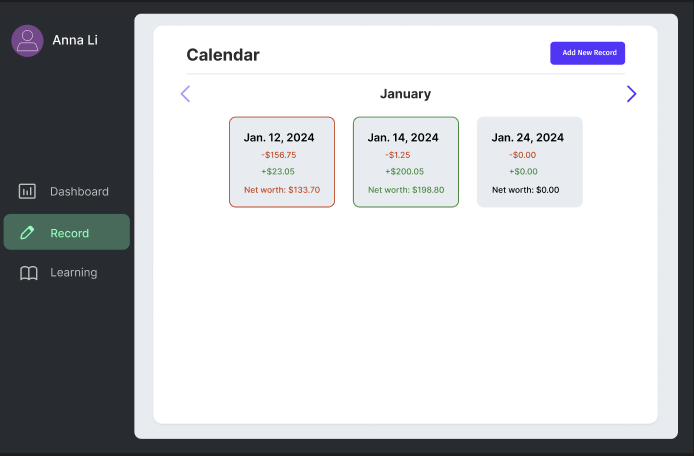 Anna Li
Dashboard
Record
Learning
Calendar
Add New Record
January
Jan. 12, 2024
-$156.75
+$23.05
Net worth: $133.70
Jan. 14, 2024
-$1.25
+$200.05
Net worth: $198.80
Jan. 24, 2024
-$0.00
+$0.00
Net worth: $0.00